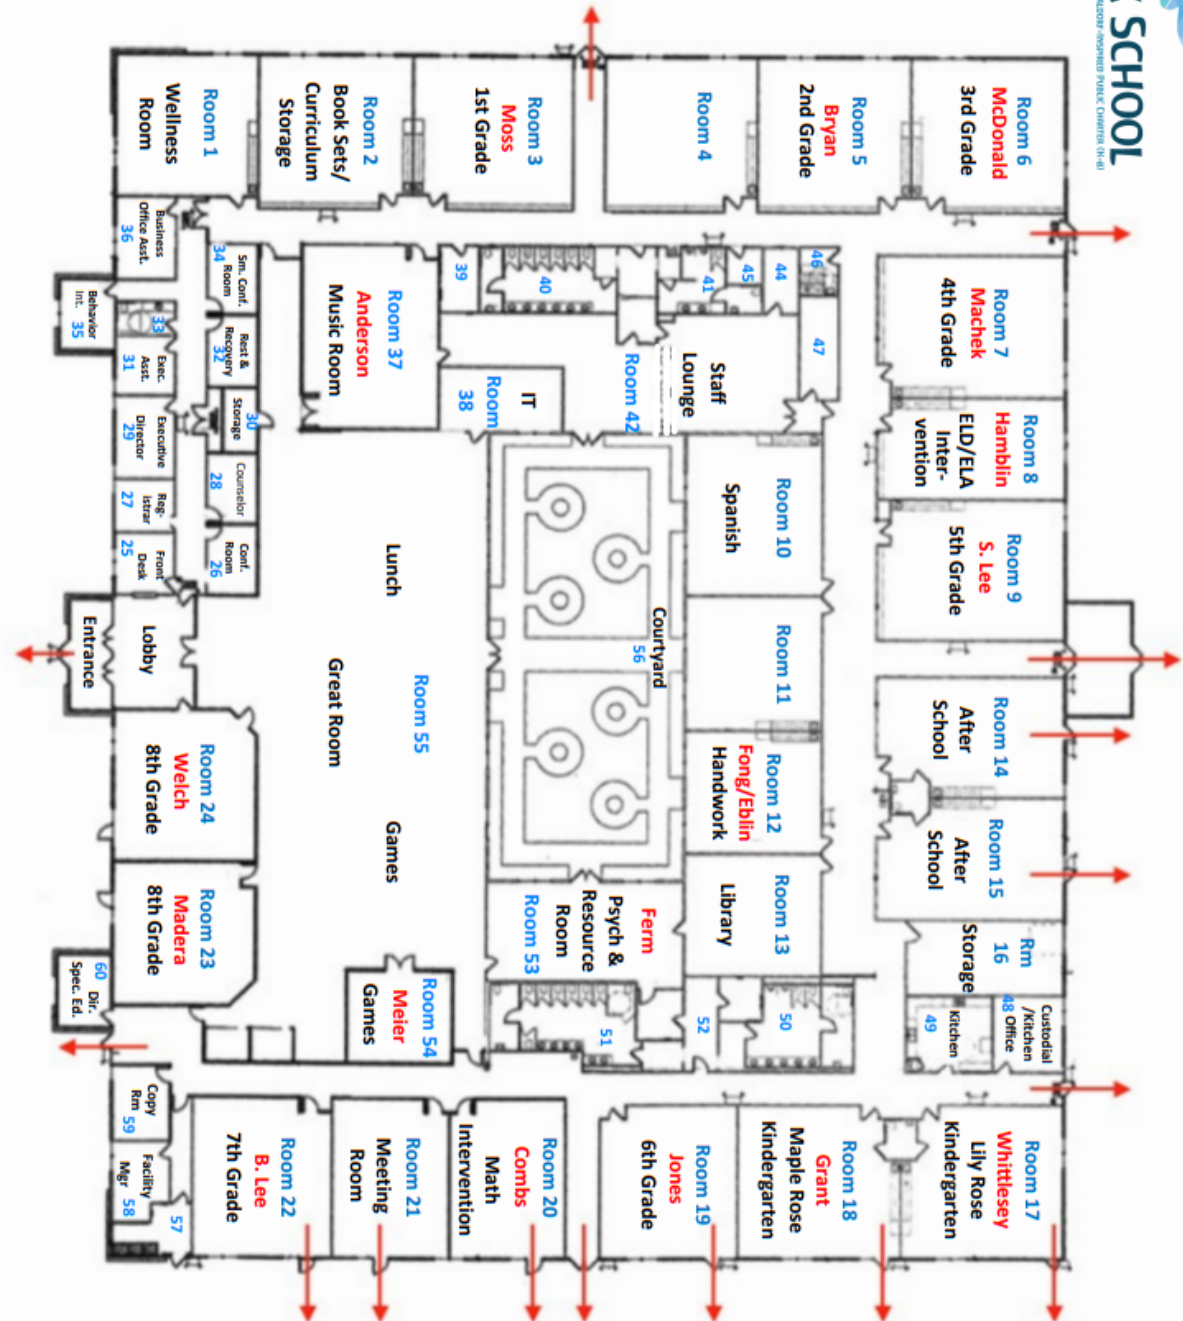 SCHOOL
INSPIRED PUBLIC CHARTER (K-8)
Room 6
McDonald
3rd Grade
Room 5
Bryan
2nd Grade
Room 4
Room 3
Moss
1st Grade
Room 2
Book Sets/
Curriculum
Storage
Room 1
Wellness
Room
Room 7
Machek
4th Grade
Room 8
Hamblin
ELD/ELA
Inter-
vention
Room 9
S. Lee
5th Grade
Room 14
After
School
Room 15
After
School
Rm
16
Storage
Custodial
/Kitchen
48 Office
Kitchen
49
Room 17
Whittlesey
Lily Rose
Kindergarten
Room 18
Grant
Maple Rose
Kindergarten
Room 19
Jones
6th Grade
46
44
45
41
47
40
39
Staff
Lounge
Room 42
IT
Room
38
Room 37
Anderson
Music Room
Room 10
Spanish
Room 11
Room 12
Fong/Eblin
Handwork
Room 13
Library
50
52
51
Courtyard
56
Ferm
Psych &
Resource
Room
Room 53
Room 55
Lunch
Games
Great Room
Room 54
Meier
Games
Room 20
Combs
Math
Intervention
Room 21
Meeting
Room
Room 22
B. Lee
7th Grade
Sm. Conf.
Room
34
Rest &
Recovery
32
30
Storage
Counselor
28
Conf.
Room
26
Business
Office Asst.
36
33
Behavior
Int. 35
Exec.
Asst.
31
Executive
Director
29
Reg-
istrar
27
Front
Desk
25
Lobby
Entrance
Room 24
Welch
8th Grade
Room 23
Madera
8th Grade
60 Dir.
Spec. Ed.
Copy
Rm 59
Facility
Mgr 58
57